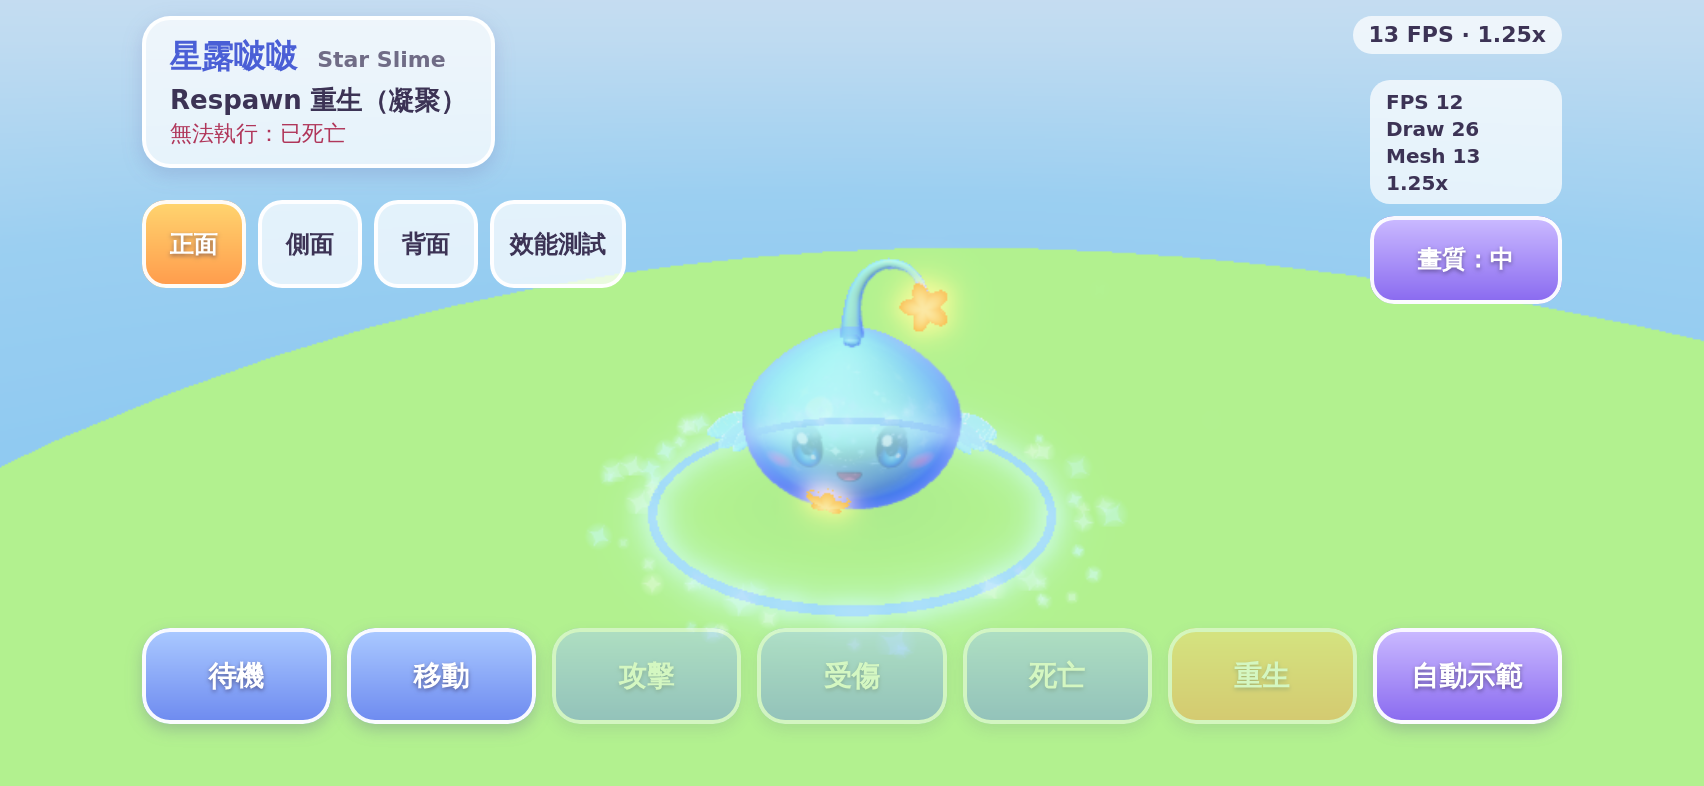 星露啵啵 Star Slime
Respawn 重生（凝聚）
無法執行：已死亡
13 FPS · 1.25x
FPS 12
Draw 26
Mesh 13
1.25x
正面 側面 背面 效能測試
畫質：中
待機 移動 攻擊 受傷 死亡 重生 自動示範